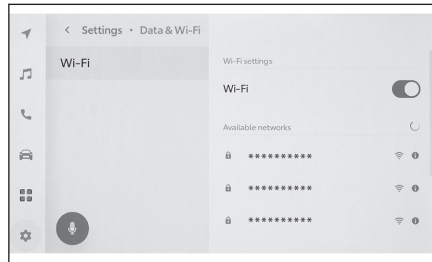 Settings • Data & Wi-Fi
Wi-Fi
Wi-Fi settings
Wi-Fi
Available networks
**********
**********
**********